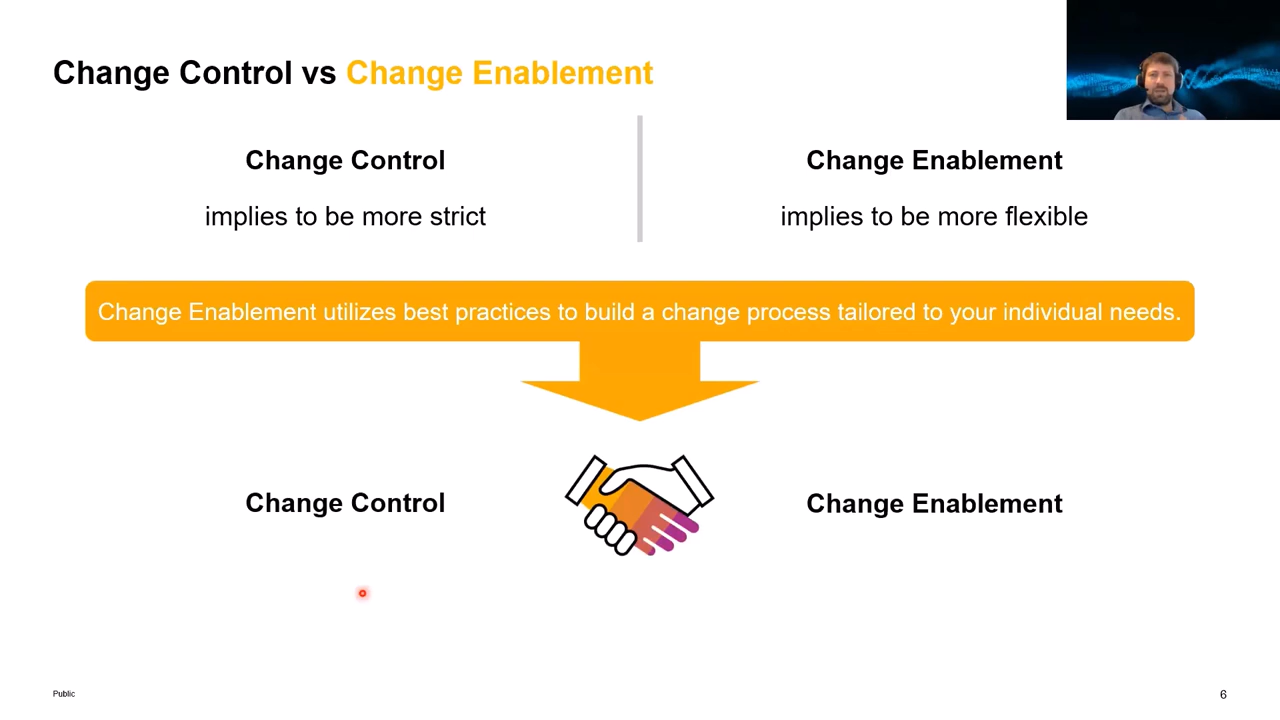 Change Control vs Change Enablement
Change Control
implies to be more strict
Change Enablement
implies to be more flexible
Change Enablement utilizes best practices to build a change process tailored to your individual needs.
Change Control
Change Enablement
Public
6